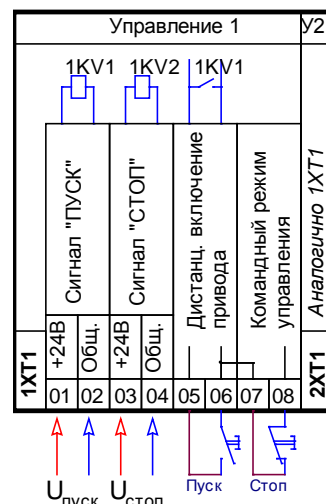 Управление 1
У2
1KV1
1KV2
1KV1
Сигнал "ПУСК"
Сигнал "СТОП"
Дистанц. включение
привода
Командный режим
управления
Аналогично 1XT1
+24В
Общ.
+24В
Общ.
1XT1
01
02
03
04
05
06
07
08
2XT1
Uпуск
Uстоп
Пуск
Стоп